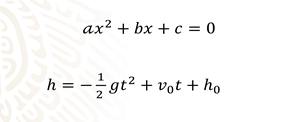 ax² + bx + c = 0
h = −½gt² + v₀t + h₀